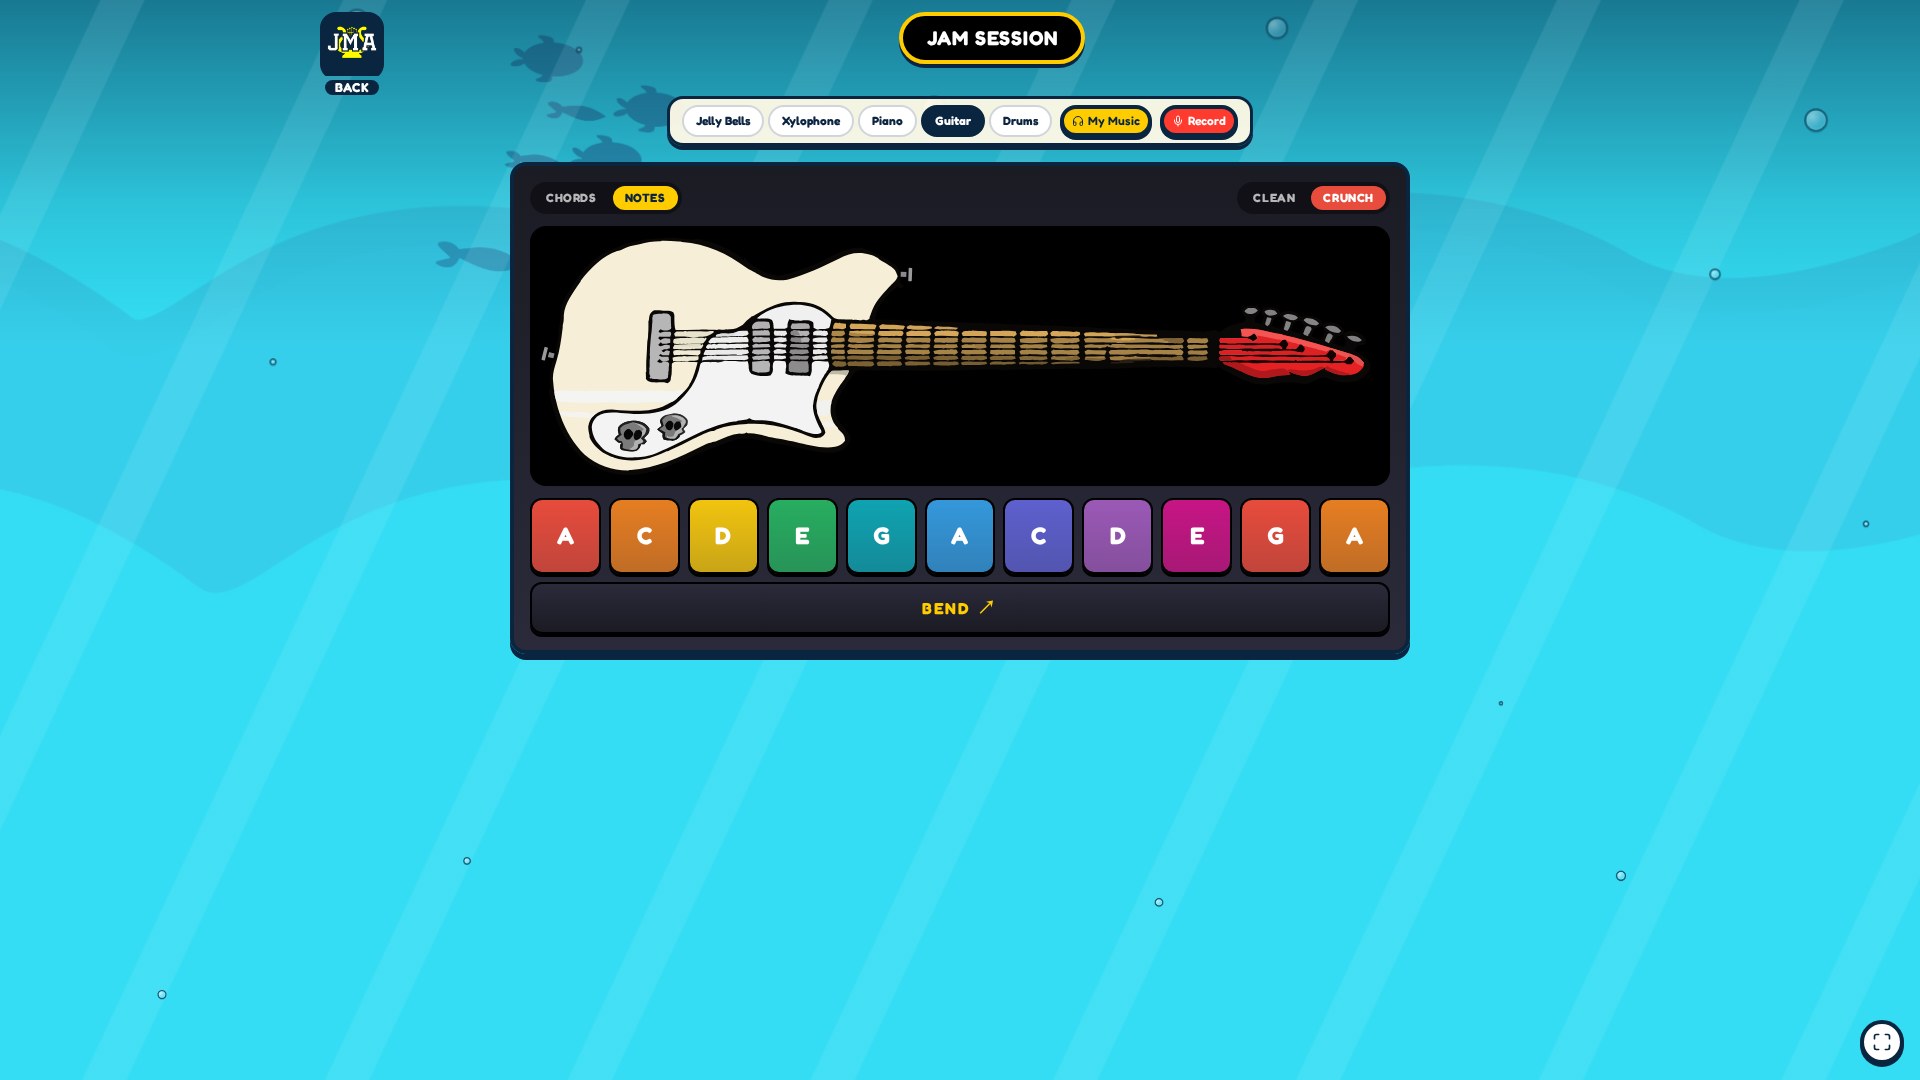 JMA
BACK
JAM SESSION
Jelly Bells Xylophone Piano Guitar Drums My Music Record
CHORDS NOTES CLEAN CRUNCH
A C D E G A C D E G A
BEND ↗